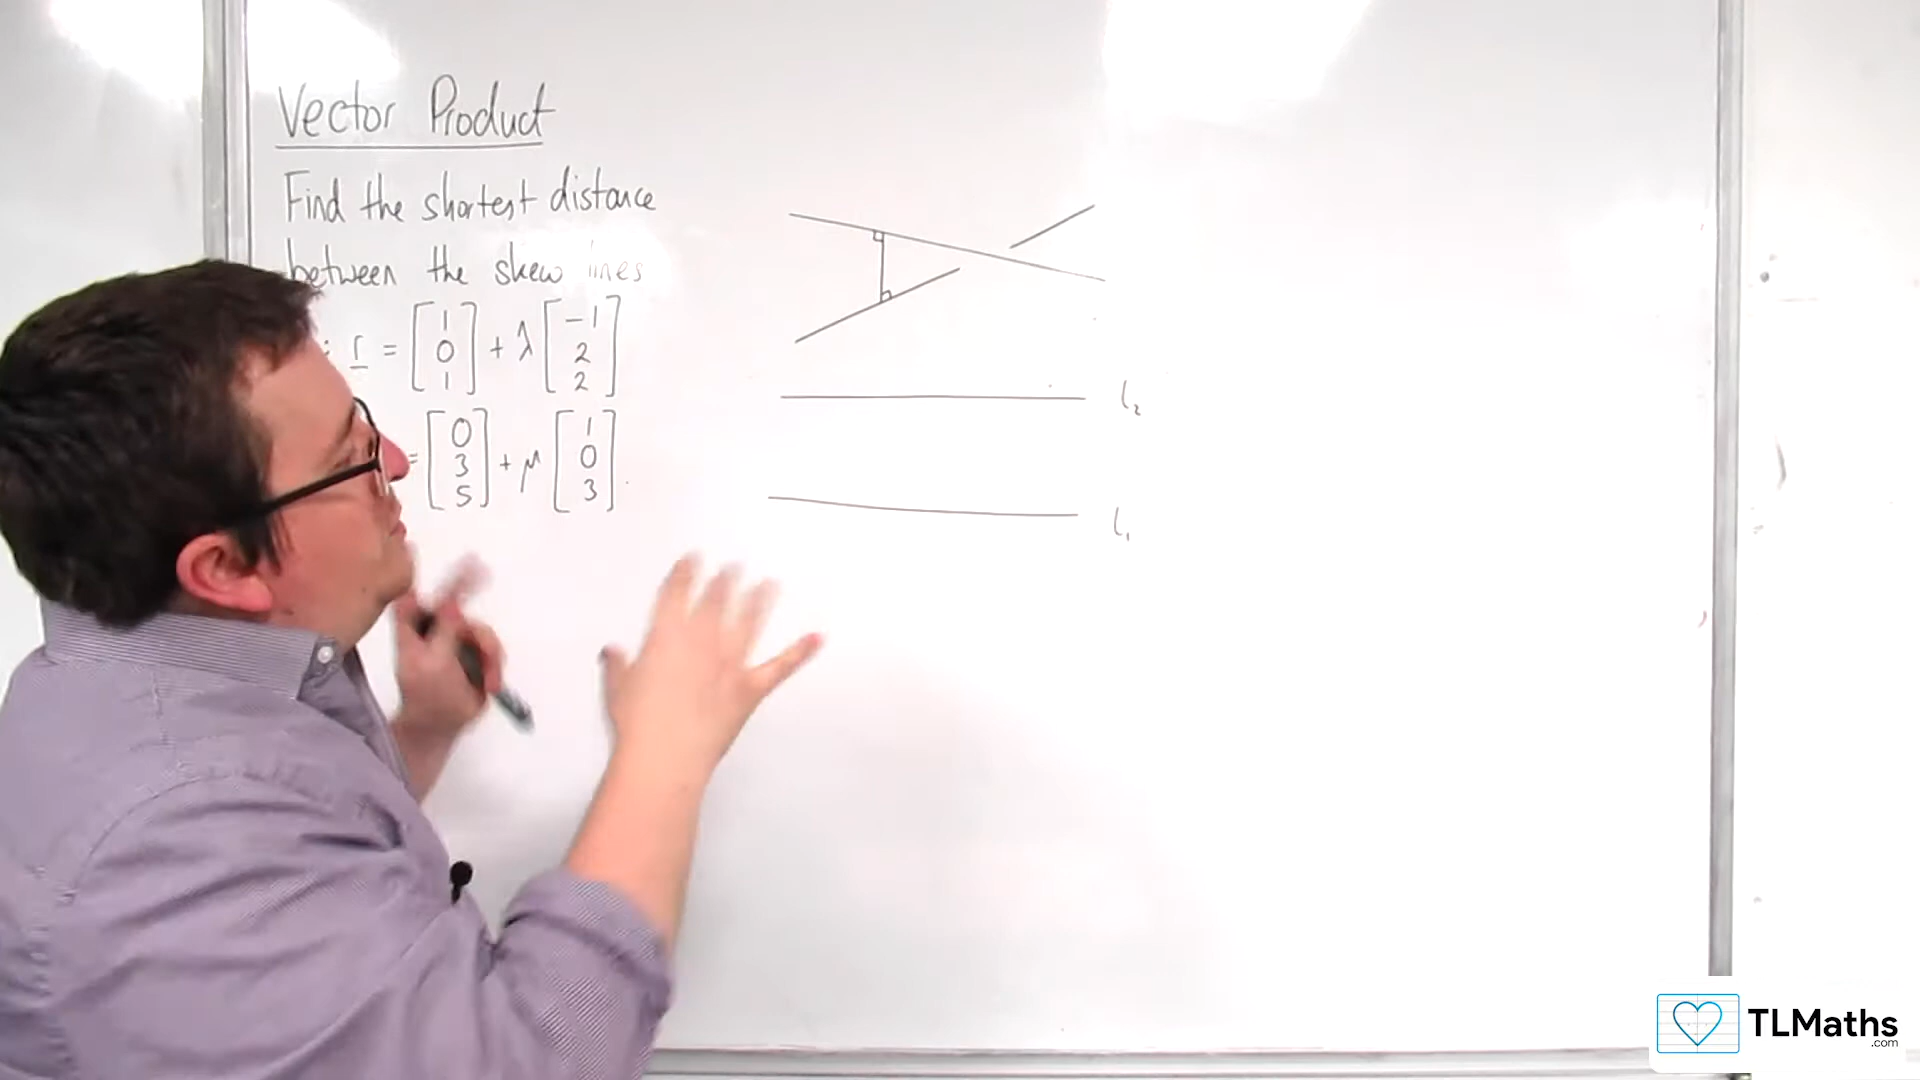 Vector Product
Find the shortest distance
between the skew lines
: r = [1 0 1] + λ [-1 2 2]
= [0 3 5] + μ [1 0 3].
l₂
l₁
TLMaths
.com